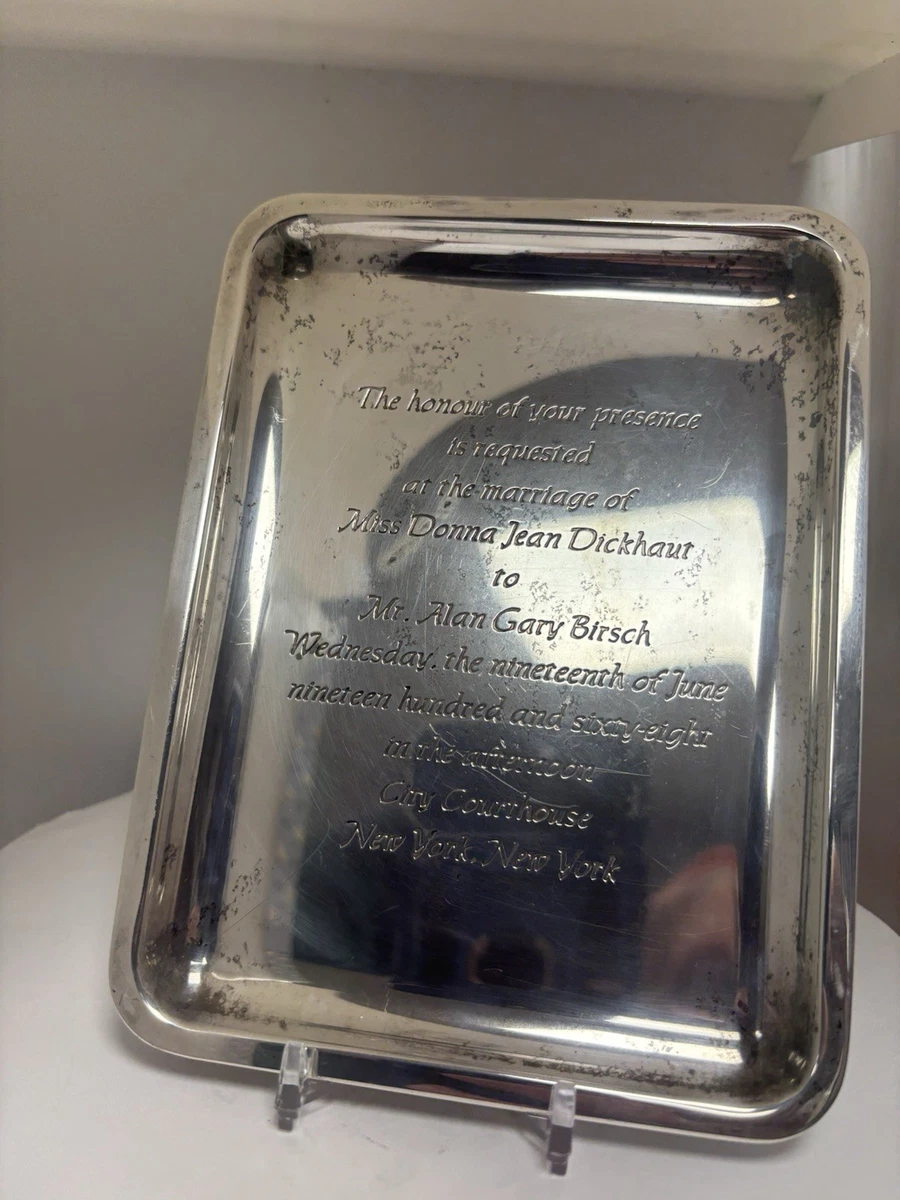 The honour of your presence
is requested
at the marriage of
Miss Donna Jean Dickhaut
to
Mr. Alan Gary Birsch
Wednesday, the nineteenth of June
nineteen hundred and sixty-eight
in the afternoon
City Courthouse
New York, New York